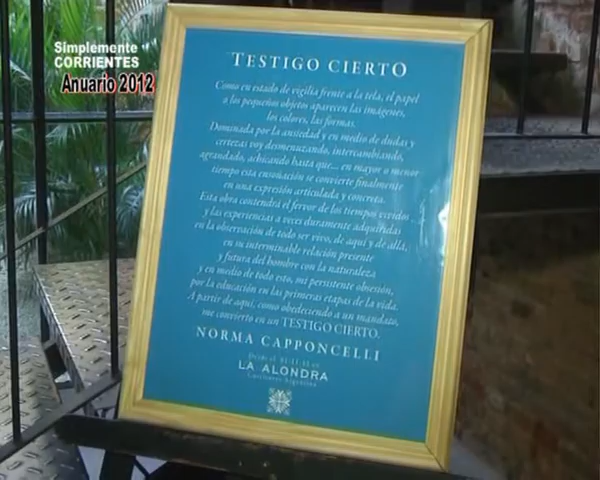 Simplemente
CORRIENTES
Anuario 2012
TESTIGO CIERTO
Como en estado de vigilia frente a la tela, el papel
a los pequeños objetos aparecen las imágenes,
los colores, las formas.
Dominada por la ansiedad y en medio de dudas y
certezas voy desmenuzando, intercambiando,
agrandado, achicando hasta que... en mayor o menor
tiempo esta ensoñación se convierte finalmente
en una expresión articulada y concreta.
Esta obra contendrá el fervor de los tiempos vividos
y las experiencias a veces duramente adquiridas
en la observación de todo ser vivo, de aquí y de allá,
en su interminable relación presente
y futura del hombre con la naturaleza
y en medio de todo esto, mi persistente obsesión,
por la educación en las primeras etapas de la vida.
A partir de aquí, como obedeciendo a un mandato,
me convierto en un TESTIGO CIERTO.
NORMA CAPPONCELLI
Desde el
LA ALONDRA
Corrientes Argentina